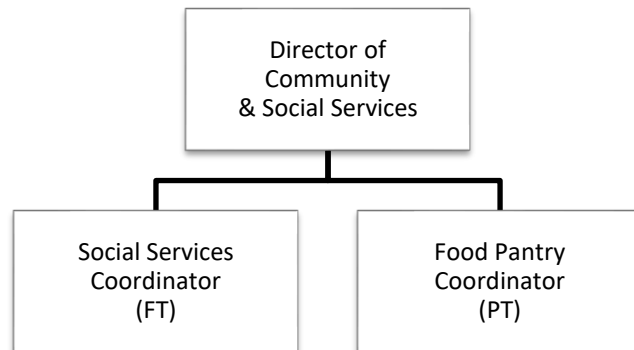 Director of
Community
& Social Services
Social Services
Coordinator
(FT)
Food Pantry
Coordinator
(PT)